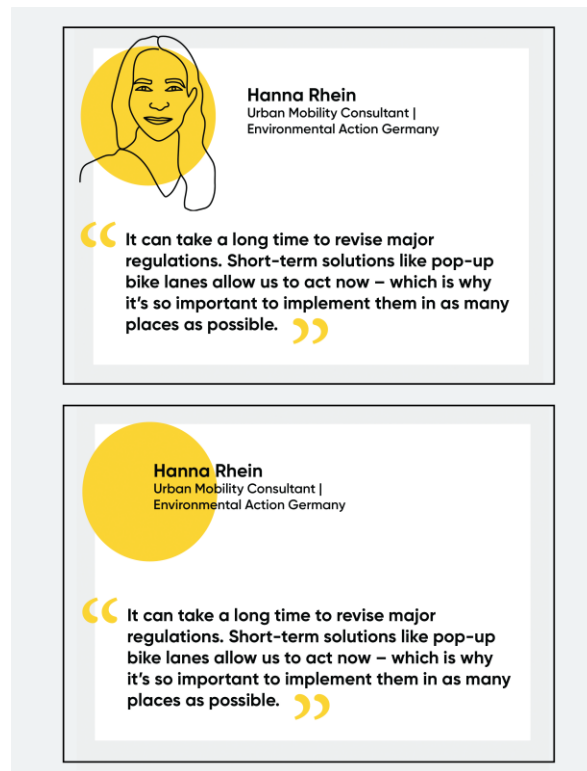 Hanna Rhein
Urban Mobility Consultant |
Environmental Action Germany
“ It can take a long time to revise major
regulations. Short-term solutions like pop-up
bike lanes allow us to act now – which is why
it’s so important to implement them in as many
places as possible. ”
Hanna Rhein
Urban Mobility Consultant |
Environmental Action Germany
“ It can take a long time to revise major
regulations. Short-term solutions like pop-up
bike lanes allow us to act now – which is why
it’s so important to implement them in as many
places as possible. ”